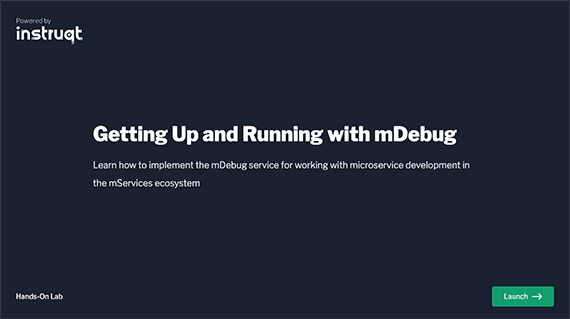 Powered by
instruqt
Getting Up and Running with mDebug
Learn how to implement the mDebug service for working with microservice development in
the mServices ecosystem
Hands-On Lab
Launch